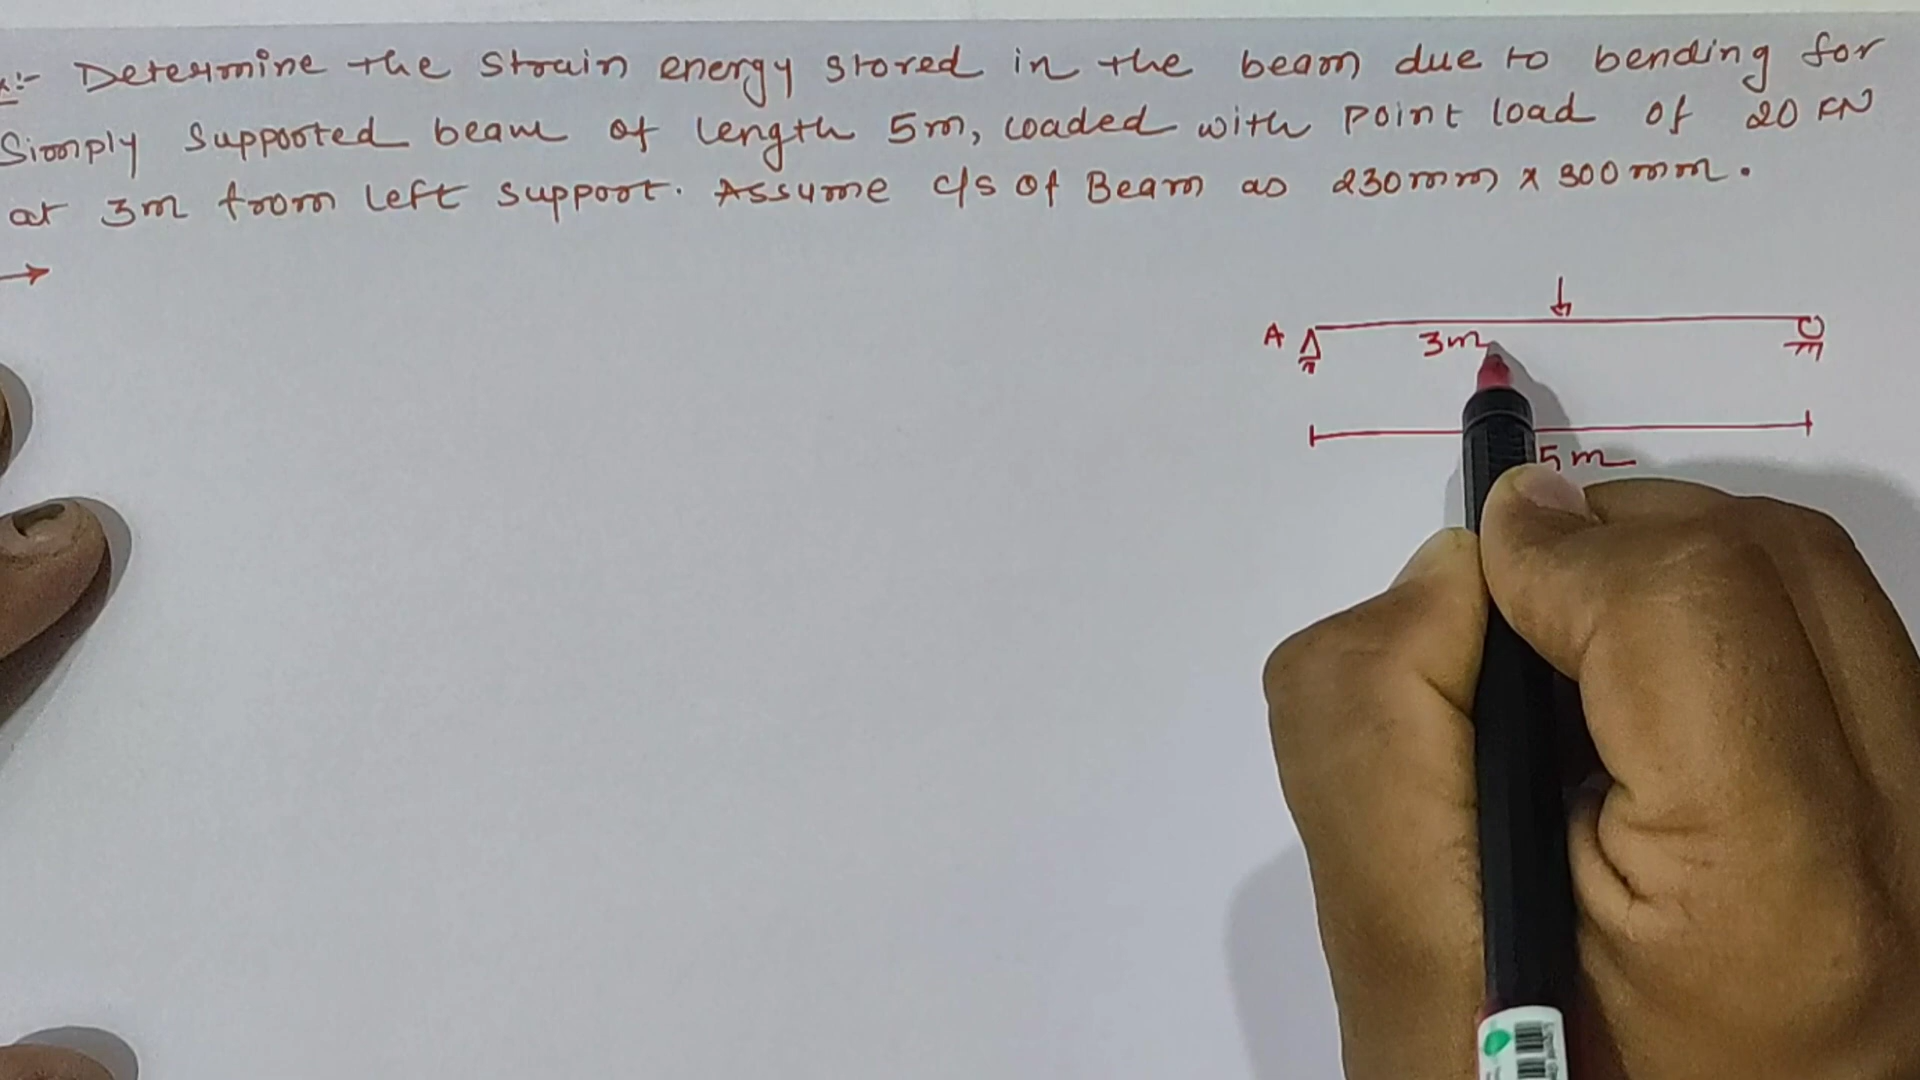 :- Determine the strain energy stored in the beam due to bending for
Simply supported beam of length 5m, loaded with point load of 20 KN
at 3m from left support. Assume c/s of Beam as 230mm x 300mm.
→
A
3m
5m